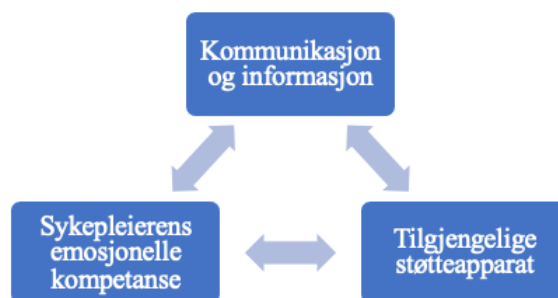 Kommunikasjon
og informasjon
Sykepleierens
emosjonelle
kompetanse
Tilgjengelige
støtteapparat